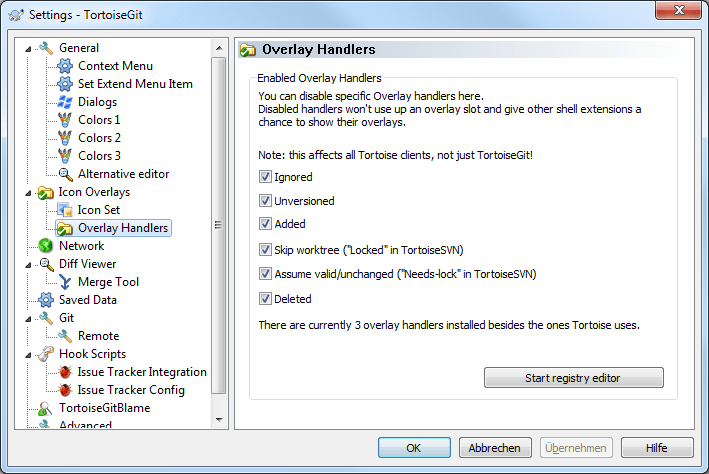 Settings - TortoiseGit
General
Context Menu
Set Extend Menu Item
Dialogs
Colors 1
Colors 2
Colors 3
Alternative editor
Icon Overlays
Icon Set
Overlay Handlers
Network
Diff Viewer
Merge Tool
Saved Data
Git
Remote
Hook Scripts
Issue Tracker Integration
Issue Tracker Config
TortoiseGitBlame
Advanced
Overlay Handlers
Enabled Overlay Handlers
You can disable specific Overlay handlers here.
Disabled handlers won't use up an overlay slot and give other shell extensions a
chance to show their overlays.
Note: this affects all Tortoise clients, not just TortoiseGit!
Ignored
Unversioned
Added
Skip worktree ("Locked" in TortoiseSVN)
Assume valid/unchanged ("Needs-lock" in TortoiseSVN)
Deleted
There are currently 3 overlay handlers installed besides the ones Tortoise uses.
Start registry editor
OK
Abbrechen
Übernehmen
Hilfe